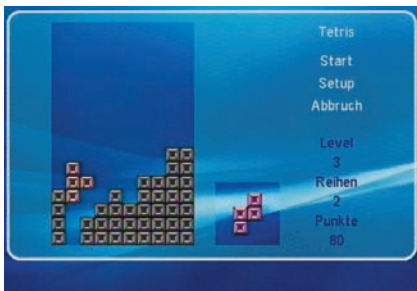 Tetris
Start
Setup
Abbruch
Level
3
Reihen
2
Punkte
80